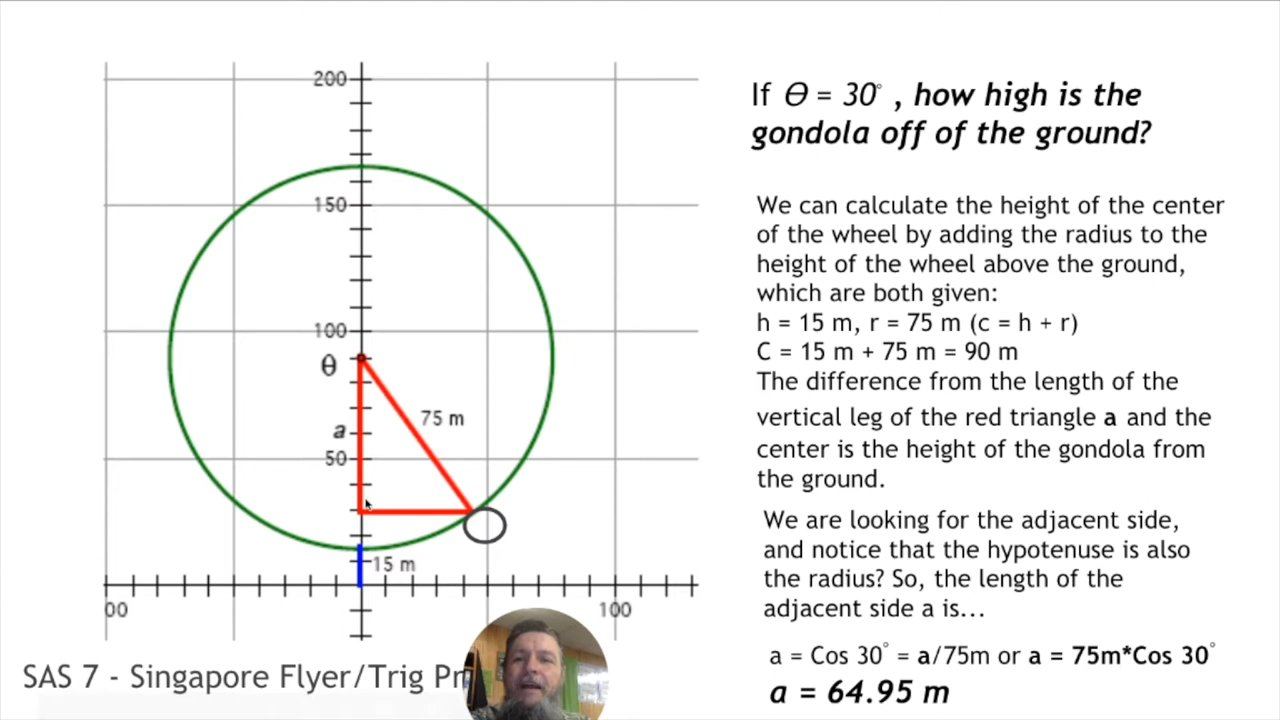 200
150
100
θ
75 m
a
50
15 m
00
100
SAS 7 - Singapore Flyer/Trig
If Θ = 30° , how high is the
gondola off of the ground?
We can calculate the height of the center
of the wheel by adding the radius to the
height of the wheel above the ground,
which are both given:
h = 15 m, r = 75 m (c = h + r)
C = 15 m + 75 m = 90 m
The difference from the length of the
vertical leg of the red triangle a and the
center is the height of the gondola from
the ground.
We are looking for the adjacent side,
and notice that the hypotenuse is also
the radius? So, the length of the
adjacent side a is...
a = Cos 30° = a/75m or a = 75m*Cos 30°
a = 64.95 m